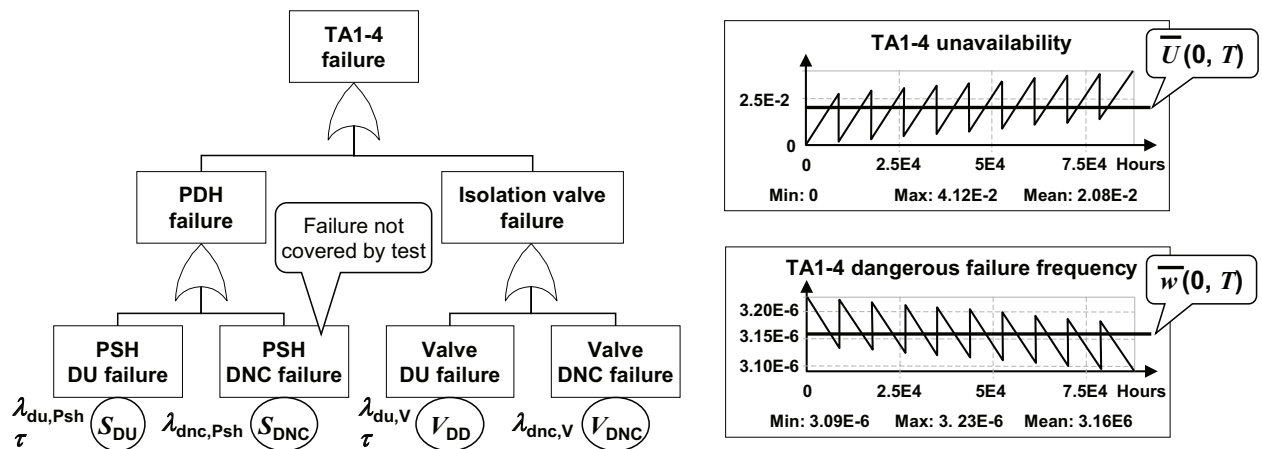 TA1-4
failure
PDH
failure
Isolation valve
failure
Failure not
covered by test
PSH
DU failure
PSH
DNC failure
Valve
DU failure
Valve
DNC failure
λdu,Psh
τ
SDU
λdnc,Psh
SDNC
λdu,V
τ
VDD
λdnc,V
VDNC
TA1-4 unavailability
U̅(0, T)
2.5E-2
0
0 2.5E4 5E4 7.5E4 Hours
Min: 0 Max: 4.12E-2 Mean: 2.08E-2
TA1-4 dangerous failure frequency
w̅(0, T)
3.20E-6
3.15E-6
3.10E-6
0 2.5E4 5E4 7.5E4 Hours
Min: 3.09E-6 Max: 3. 23E-6 Mean: 3.16E6